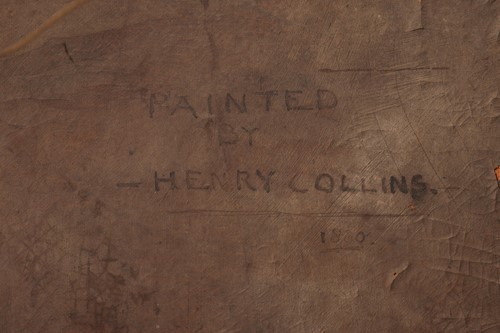 PAINTED
BY
– HENRY COLLINS. –